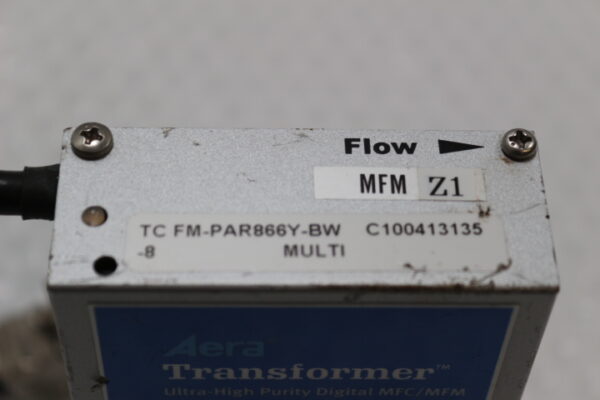 Flow
MFM Z1
TC FM-PAR866Y-BW C100413135
-8 MULTI
Aera
Transformer™
Ultra-High Purity Digital MFC/MFM